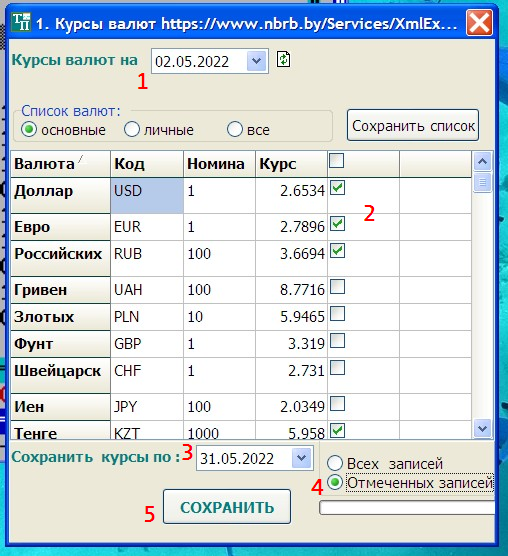 1. Курсы валют https://www.nbrb.by/Services/XmlEx...
Курсы валют на 02.05.2022
1
Список валют:
основные личные все
Сохранить список
Валюта Код Номина Курс
Доллар USD 1 2.6534
2
Евро EUR 1 2.7896
Российских RUB 100 3.6694
Гривен UAH 100 8.7716
Злотых PLN 10 5.9465
Фунт GBP 1 3.319
Швейцарск CHF 1 2.731
Иен JPY 100 2.0349
Тенге KZT 1000 5.958
Сохранить курсы по : 3 31.05.2022
Всех записей
4 Отмеченных записей
5 СОХРАНИТЬ